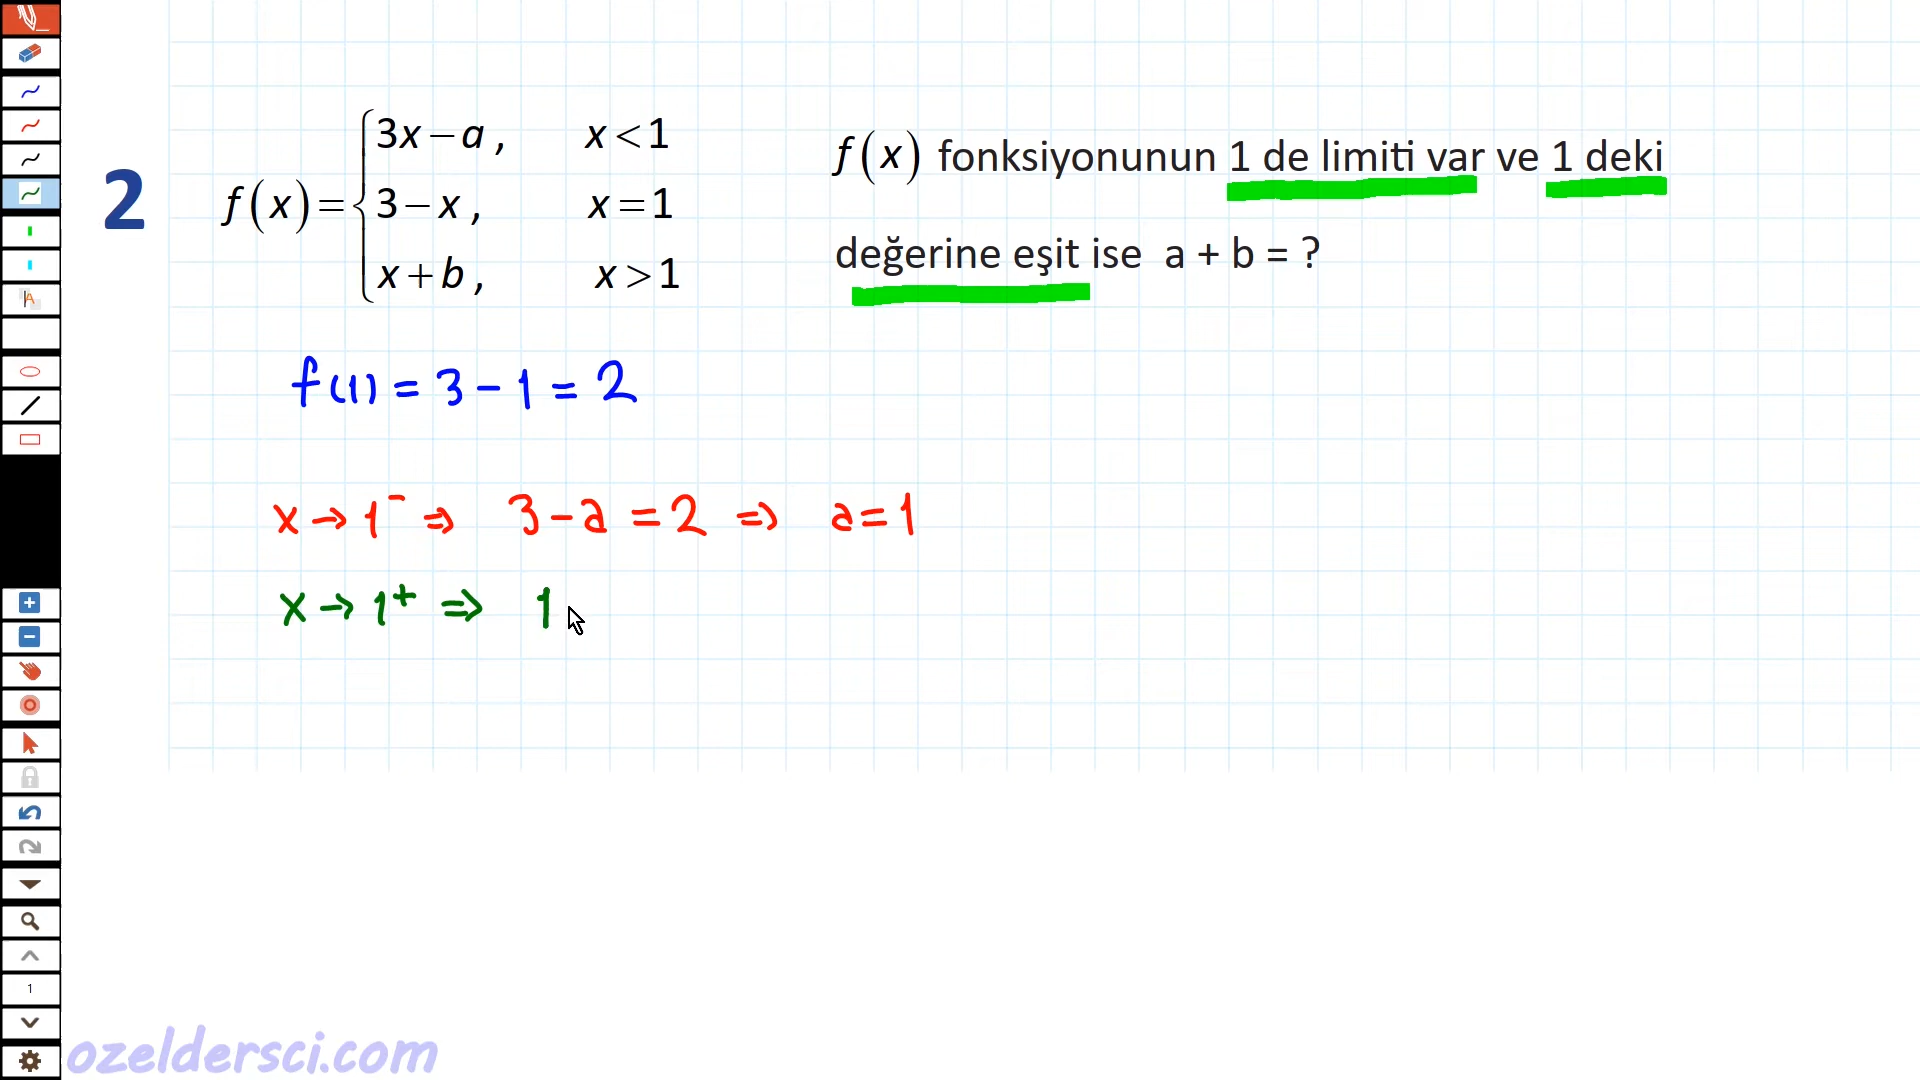 2
f(x) = { 3x − a , x < 1
3 − x , x = 1
x + b , x > 1
f(x) fonksiyonunun 1 de limiti var ve 1 deki
değerine eşit ise a + b = ?
f(1) = 3 − 1 = 2
x → 1⁻ ⇒ 3 − a = 2 ⇒ a = 1
x → 1⁺ ⇒ 1
A
1
ozeldersci.com